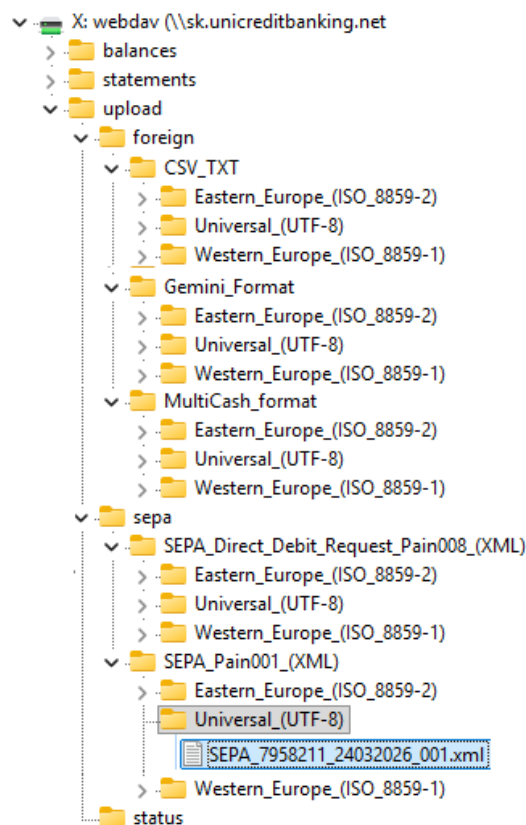 X: webdav (\\sk.unicreditbanking.net
balances
statements
upload
foreign
CSV_TXT
Eastern_Europe_(ISO_8859-2)
Universal_(UTF-8)
Western_Europe_(ISO_8859-1)
Gemini_Format
Eastern_Europe_(ISO_8859-2)
Universal_(UTF-8)
Western_Europe_(ISO_8859-1)
MultiCash_format
Eastern_Europe_(ISO_8859-2)
Universal_(UTF-8)
Western_Europe_(ISO_8859-1)
sepa
SEPA_Direct_Debit_Request_Pain008_(XML)
Eastern_Europe_(ISO_8859-2)
Universal_(UTF-8)
Western_Europe_(ISO_8859-1)
SEPA_Pain001_(XML)
Eastern_Europe_(ISO_8859-2)
Universal_(UTF-8)
SEPA_7958211_24032026_001.xml
Western_Europe_(ISO_8859-1)
status